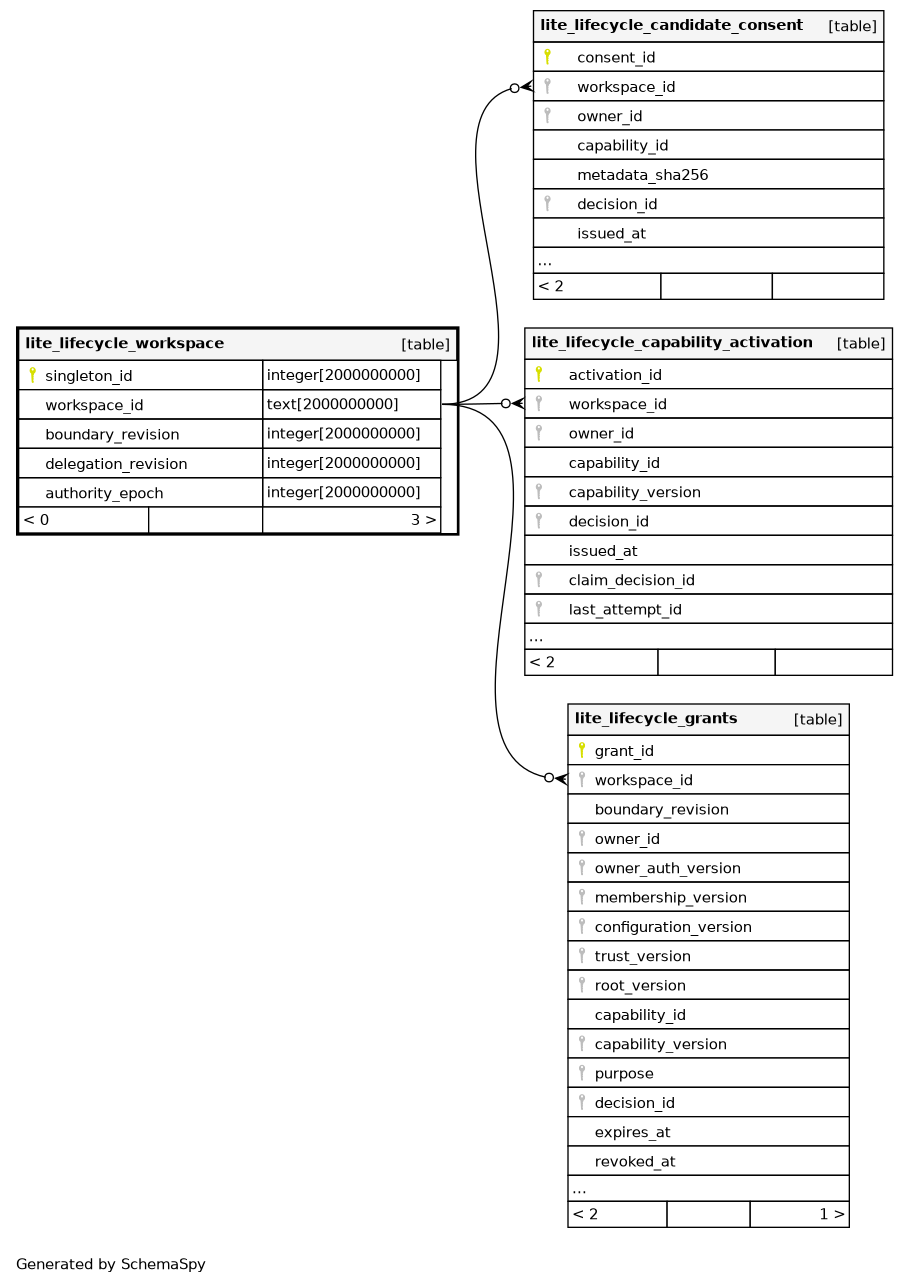 lite_lifecycle_candidate_consent [table]
consent_id
workspace_id
owner_id
capability_id
metadata_sha256
decision_id
issued_at
...
< 2
lite_lifecycle_workspace [table]
singleton_id integer[2000000000]
workspace_id text[2000000000]
boundary_revision integer[2000000000]
delegation_revision integer[2000000000]
authority_epoch integer[2000000000]
< 0 3 >
lite_lifecycle_capability_activation [table]
activation_id
workspace_id
owner_id
capability_id
capability_version
decision_id
issued_at
claim_decision_id
last_attempt_id
...
< 2
lite_lifecycle_grants [table]
grant_id
workspace_id
boundary_revision
owner_id
owner_auth_version
membership_version
configuration_version
trust_version
root_version
capability_id
capability_version
purpose
decision_id
expires_at
revoked_at
...
< 2 1 >
Generated by SchemaSpy